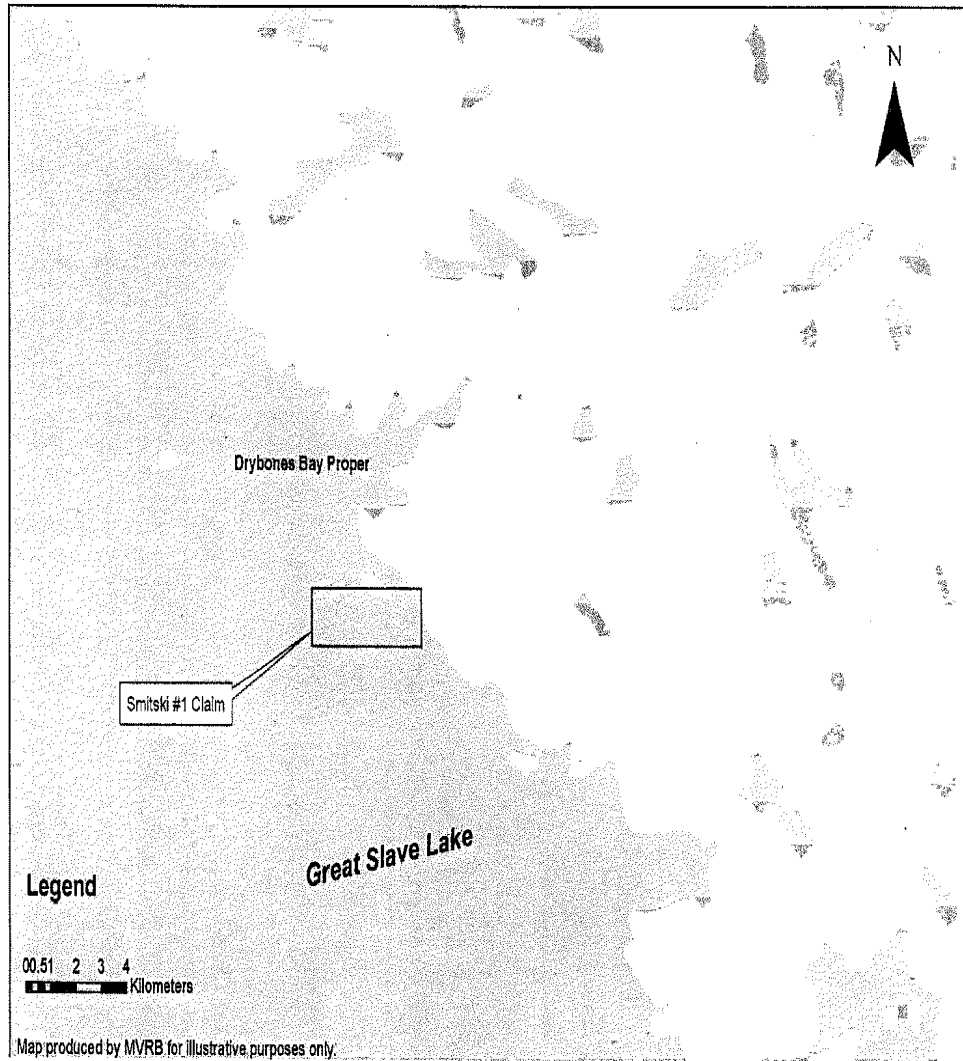 N
Drybones Bay Proper
Smitski #1 Claim
Great Slave Lake
Legend
00.51 2 3 4
Kilometers
Map produced by MVRB for illustrative purposes only.